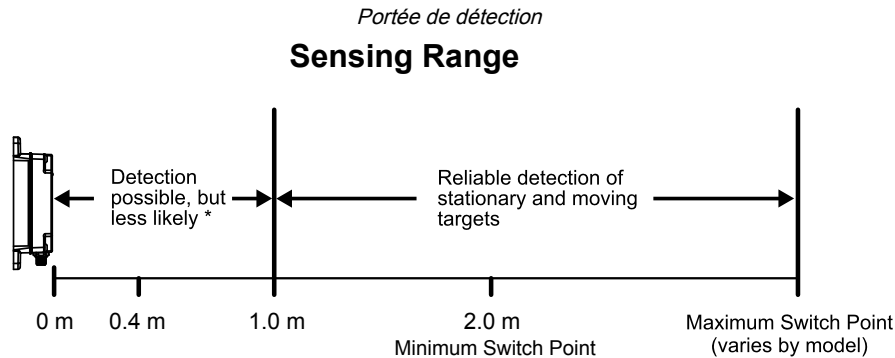 Portée de détection
Sensing Range
Detection
possible, but
less likely *
Reliable detection of
stationary and moving
targets
0 m
0.4 m
1.0 m
2.0 m
Minimum Switch Point
Maximum Switch Point
(varies by model)